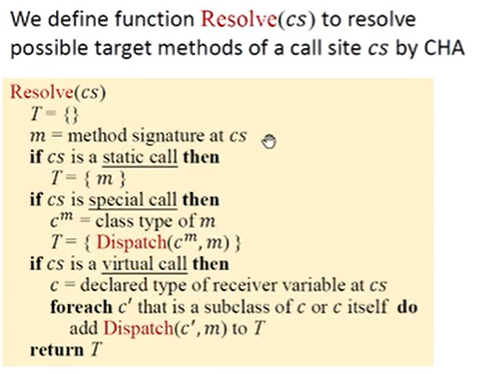 We define function Resolve(cs) to resolve
possible target methods of a call site cs by CHA
Resolve(cs)
T = {}
m = method signature at cs
if cs is a static call then
T = { m }
if cs is special call then
cᵐ = class type of m
T = { Dispatch(cᵐ, m) }
if cs is a virtual call then
c = declared type of receiver variable at cs
foreach c′ that is a subclass of c or c itself do
add Dispatch(c′, m) to T
return T